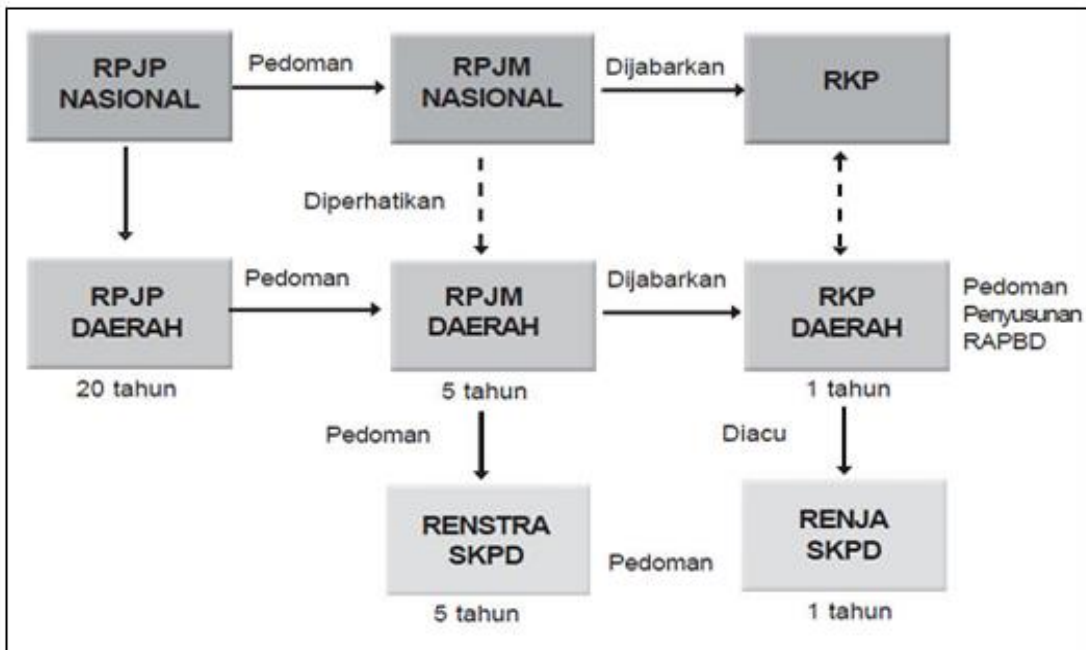 RPJP
NASIONAL
Pedoman
RPJM
NASIONAL
Dijabarkan
RKP
Diperhatikan
RPJP
DAERAH
20 tahun
Pedoman
RPJM
DAERAH
5 tahun
Dijabarkan
RKP
DAERAH
1 tahun
Pedoman
Penyusunan
RAPBD
Pedoman
Diacu
RENSTRA
SKPD
5 tahun
Pedoman
RENJA
SKPD
1 tahun